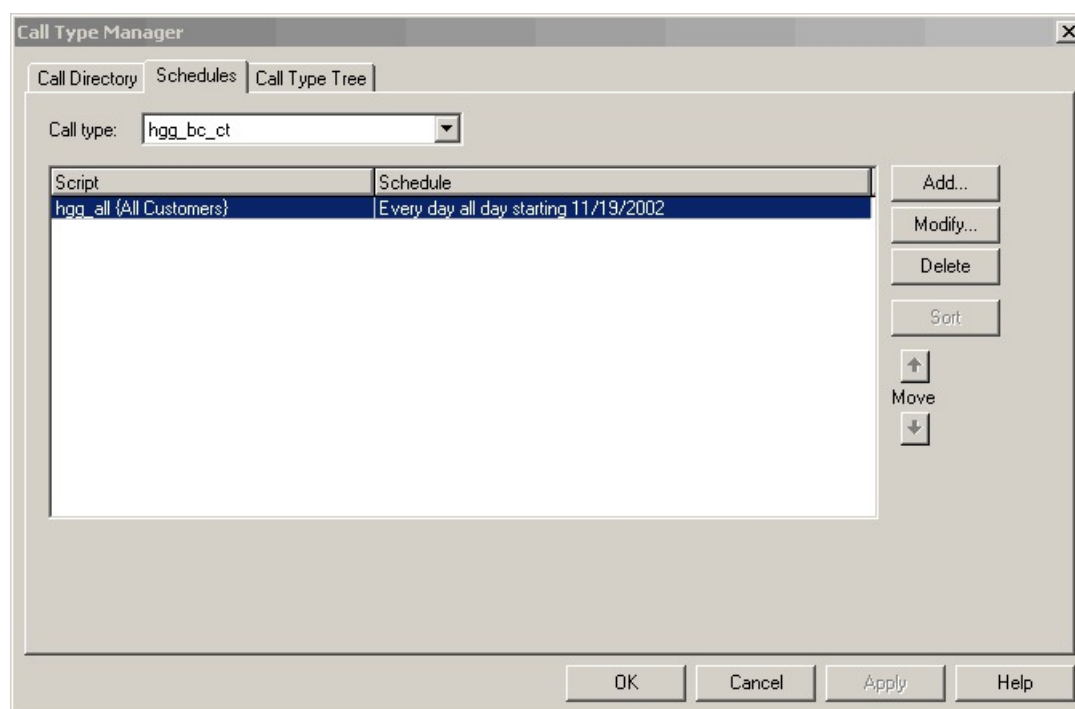 Call Type Manager
Call Directory Schedules Call Type Tree
Call type: hgg_bc_ct
Script Schedule
hgg_all {All Customers} Every day all day starting 11/19/2002
Add...
Modify...
Delete
Sort
Move
OK Cancel Apply Help